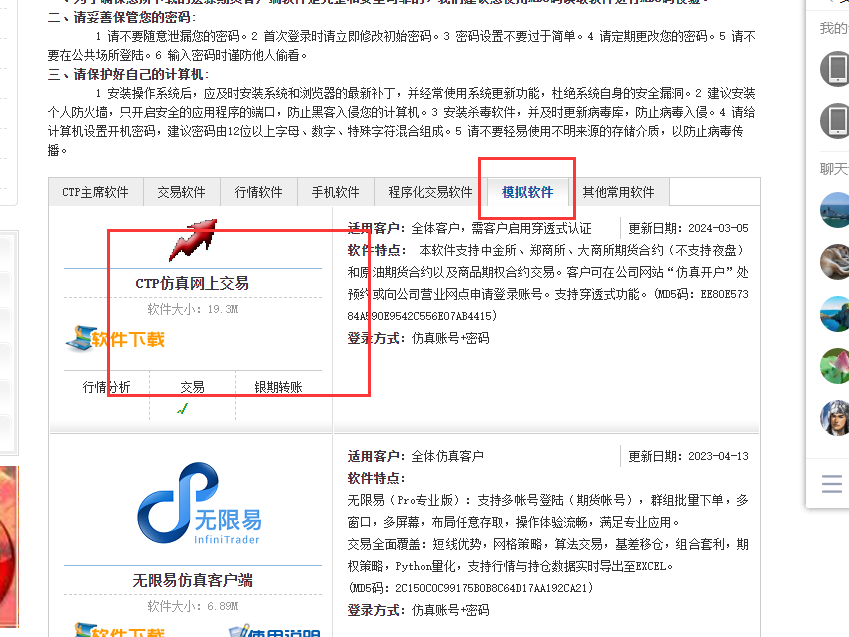 二、请妥善保管您的密码：
1 请不要随意泄漏您的密码。2 首次登录时请立即修改初始密码。3 密码设置不要过于简单。4 请定期更改您的密码。5 请不
要在公共场所登陆。6 输入密码时谨防他人偷看。
三、请保护好自己的计算机：
1 安装操作系统后，应及时安装系统和浏览器的最新补丁，并经常使用系统更新功能，杜绝系统自身的安全漏洞。2 建议安装
个人防火墙，只开启安全的应用程序的端口，防止黑客入侵您的计算机。3 安装杀毒软件，并及时更新病毒库，防止病毒入侵。4 请给
计算机设置开机密码，建议密码由12位以上字母、数字、特殊字符混合组成。5 请不要轻易使用不明来源的存储介质，以防止病毒传
播。
CTP主席软件 交易软件 行情软件 手机软件 程序化交易软件 模拟软件 其他常用软件
CTP仿真网上交易
软件大小：19.3M
软件下载
行情分析 交易 银期转账
适用客户：全体客户，需客户启用穿透式认证 更新日期：2024-03-05
软件特点： 本软件支持中金所、郑商所、大商所期货合约（不支持夜盘）
和原油期货合约以及商品期权合约交易。客户可在公司网站“仿真开户”处
预约或向公司营业网点申请登录账号。支持穿透式功能。(MD5码：EE80E573
84A590E9542C556E07AB4415)
登录方式：仿真账号+密码
无限易
InfiniTrader
无限易仿真客户端
软件大小：6.89M
软件下载 使用说明
适用客户：全体仿真客户 更新日期：2023-04-13
软件特点：
无限易（Pro专业版）：支持多帐号登陆（期货帐号），群组批量下单，多
窗口，多屏幕，布局任意存取，操作体验流畅，满足专业应用。
交易全面覆盖：短线优势，网格策略，算法交易，基差移仓，组合套利，期
权策略，Python量化，支持行情与持仓数据实时导出至EXCEL。
(MD5码：2C150C0C99175B0B8C64D17AA192CA21)
登录方式：仿真账号+密码
我的
聊天